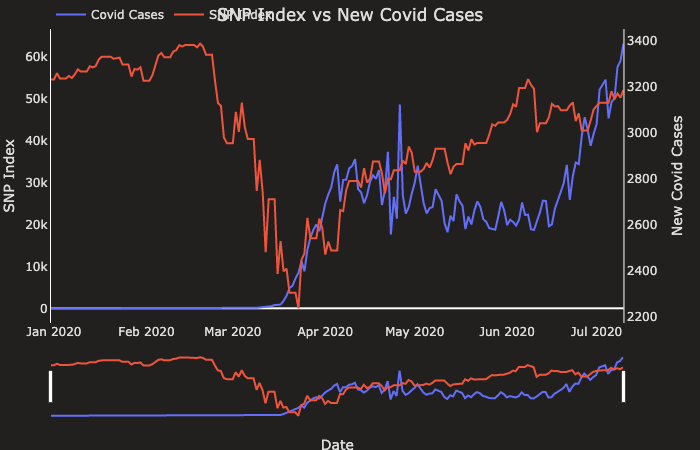 SNP Index vs New Covid Cases
Covid Cases
SNP Index
60k
50k
40k
30k
20k
10k
0
SNP Index
3400
3200
3000
2800
2600
2400
2200
New Covid Cases
Jan 2020 Feb 2020 Mar 2020 Apr 2020 May 2020 Jun 2020 Jul 2020
Date